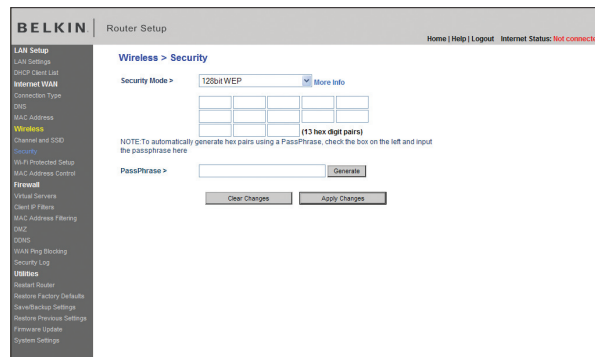 BELKIN | Router Setup
Home | Help | Logout Internet Status: Not connected
LAN Setup
LAN Settings
DHCP Client List
Internet WAN
Connection Type
DNS
MAC Address
Wireless
Channel and SSID
Security
Wi-Fi Protected Setup
MAC Address Control
Firewall
Virtual Servers
Client IP Filters
MAC Address Filtering
DMZ
DDNS
WAN Ping Blocking
Security Log
Utilities
Restart Router
Restore Factory Defaults
Save/Backup Settings
Restore Previous Settings
Firmware Update
System Settings
Wireless > Security
Security Mode > 128bit WEP More Info
(13 hex digit pairs)
NOTE:To automatically generate hex pairs using a PassPhrase, check the box on the left and input
the passphrase here
PassPhrase > Generate
Clear Changes Apply Changes